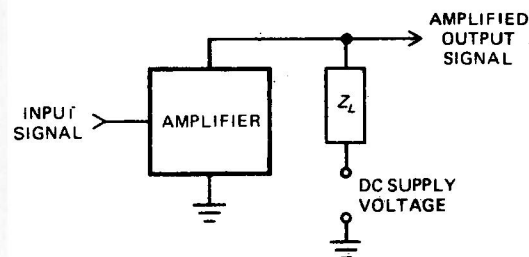 AMPLIFIED
OUTPUT
SIGNAL
INPUT
SIGNAL
AMPLIFIER
Z_L
DC SUPPLY
VOLTAGE